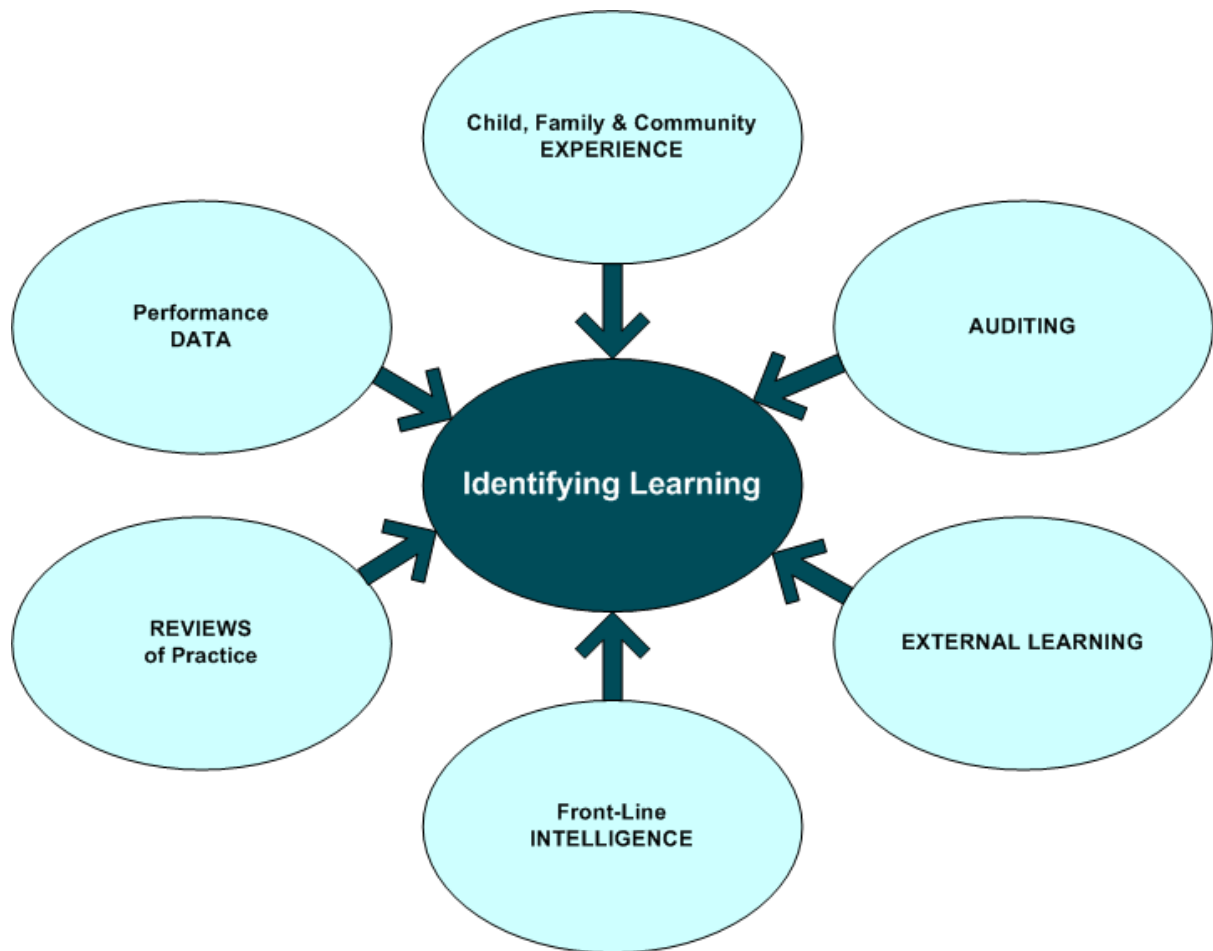 Child, Family & Community
EXPERIENCE
Performance
DATA
AUDITING
Identifying Learning
REVIEWS
of Practice
EXTERNAL LEARNING
Front-Line
INTELLIGENCE